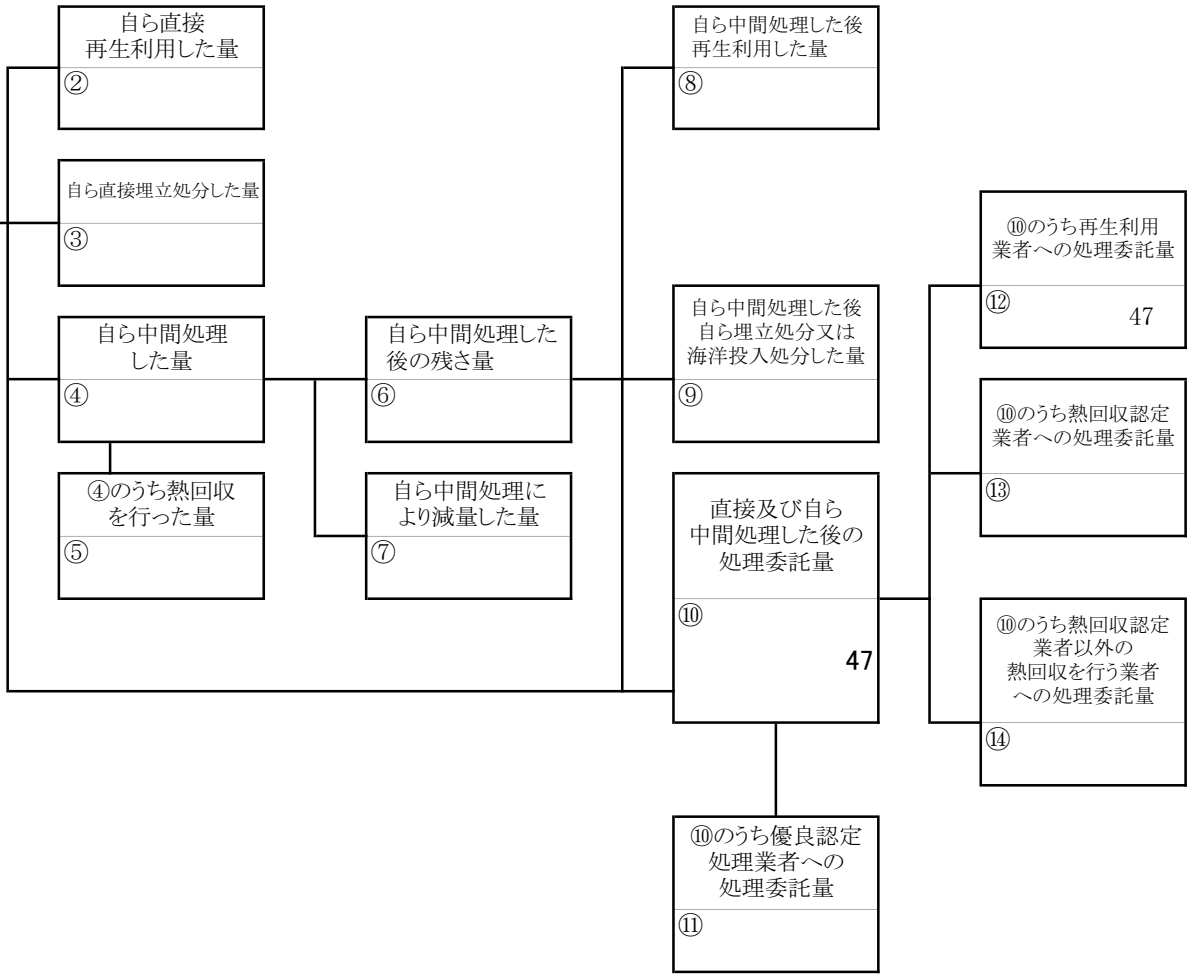 自ら直接
再生利用した量
②
自ら直接埋立処分した量
③
自ら中間処理
した量
④
④のうち熱回収
を行った量
⑤
自ら中間処理した
後の残さ量
⑥
自ら中間処理に
より減量した量
⑦
自ら中間処理した後
再生利用した量
⑧
自ら中間処理した後
自ら埋立処分又は
海洋投入処分した量
⑨
直接及び自ら
中間処理した後の
処理委託量
⑩
47
⑩のうち優良認定
処理業者への
処理委託量
⑪
⑩のうち再生利用
業者への処理委託量
⑫
47
⑩のうち熱回収認定
業者への処理委託量
⑬
⑩のうち熱回収認定
業者以外の
熱回収を行う業者
への処理委託量
⑭